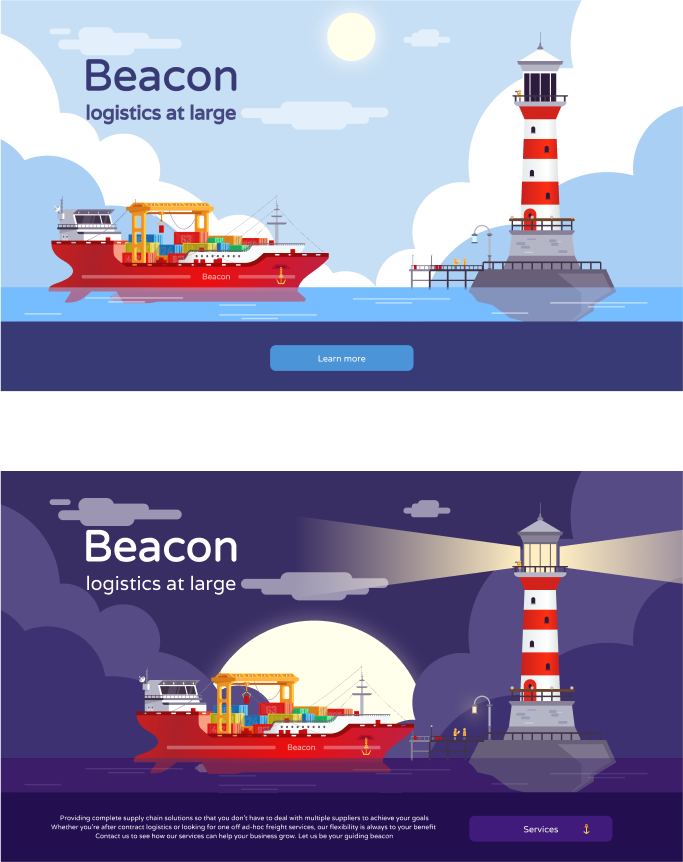 Beacon
logistics at large
Beacon
Learn more
Beacon
logistics at large
Beacon
Providing complete supply chain solutions so that you don't have to deal with multiple suppliers to achieve your goals
Whether you're after contract logistics or looking for one off ad-hoc freight services, our flexibility is always to your benefit
Contact us to see how our services can help your business grow. Let us be your guiding beacon
Services